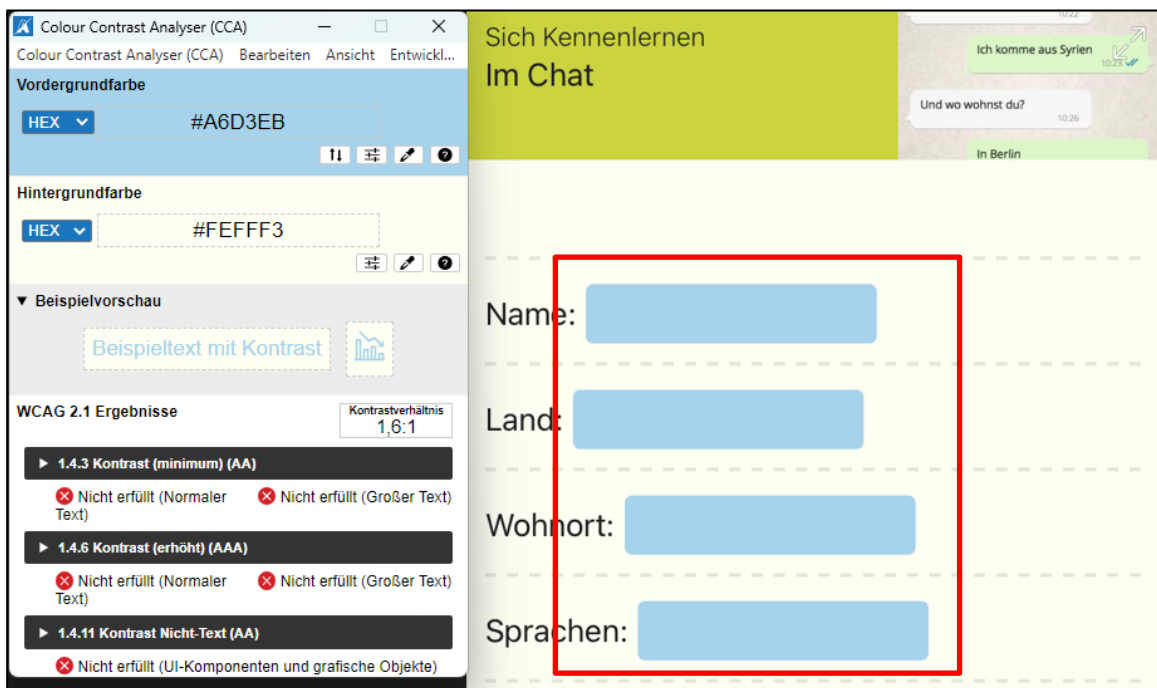 Colour Contrast Analyser (CCA)
Colour Contrast Analyser (CCA) Bearbeiten Ansicht Entwickl...
Vordergrundfarbe
HEX #A6D3EB
Hintergrundfarbe
HEX #FEFFF3
▼ Beispielvorschau
Beispieltext mit Kontrast
WCAG 2.1 Ergebnisse
Kontrastverhältnis
1,6:1
▶ 1.4.3 Kontrast (minimum) (AA)
Nicht erfüllt (Normaler Text)
Nicht erfüllt (Großer Text)
▶ 1.4.6 Kontrast (erhöht) (AAA)
Nicht erfüllt (Normaler Text)
Nicht erfüllt (Großer Text)
▶ 1.4.11 Kontrast Nicht-Text (AA)
Nicht erfüllt (UI-Komponenten und grafische Objekte)
Sich Kennenlernen
Im Chat
10:22
Ich komme aus Syrien
10:23
Und wo wohnst du?
10:26
In Berlin
Name:
Land:
Wohnort:
Sprachen: